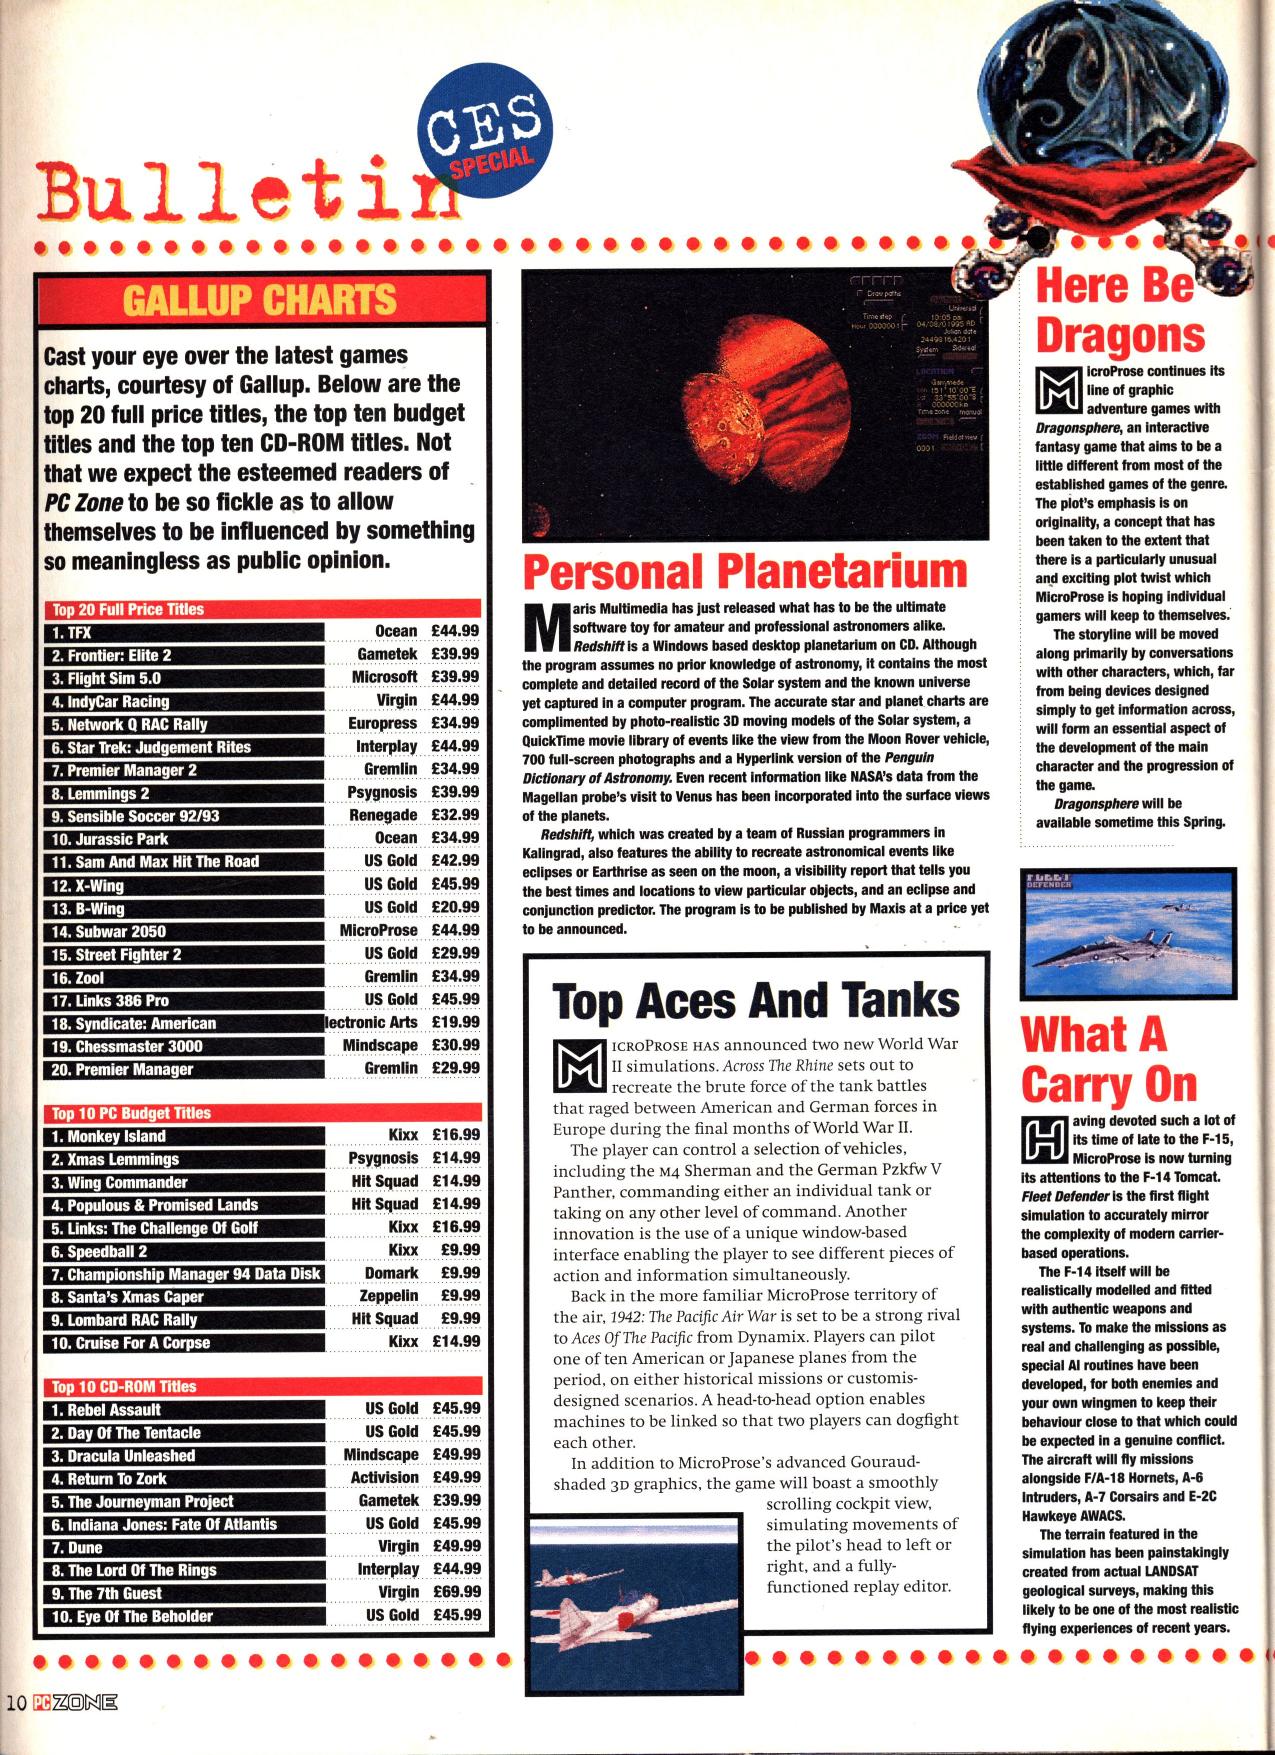 Bulletin
CES
SPECIAL
GALLUP CHARTS
Cast your eye over the latest games
charts, courtesy of Gallup. Below are the
top 20 full price titles, the top ten budget
titles and the top ten CD-ROM titles. Not
that we expect the esteemed readers of
PC Zone to be so fickle as to allow
themselves to be influenced by something
so meaningless as public opinion.
Top 20 Full Price Titles
1. TFX Ocean £44.99
2. Frontier: Elite 2 Gametek £39.99
3. Flight Sim 5.0 Microsoft £39.99
4. IndyCar Racing Virgin £44.99
5. Network Q RAC Rally Europress £34.99
6. Star Trek: Judgement Rites Interplay £44.99
7. Premier Manager 2 Gremlin £34.99
8. Lemmings 2 Psygnosis £39.99
9. Sensible Soccer 92/93 Renegade £32.99
10. Jurassic Park Ocean £34.99
11. Sam And Max Hit The Road US Gold £42.99
12. X-Wing US Gold £45.99
13. B-Wing US Gold £20.99
14. Subwar 2050 MicroProse £44.99
15. Street Fighter 2 US Gold £29.99
16. Zool Gremlin £34.99
17. Links 386 Pro US Gold £45.99
18. Syndicate: American lectronic Arts £19.99
19. Chessmaster 3000 Mindscape £30.99
20. Premier Manager Gremlin £29.99
Top 10 PC Budget Titles
1. Monkey Island Kixx £16.99
2. Xmas Lemmings Psygnosis £14.99
3. Wing Commander Hit Squad £14.99
4. Populous & Promised Lands Hit Squad £14.99
5. Links: The Challenge Of Golf Kixx £16.99
6. Speedball 2 Kixx £9.99
7. Championship Manager 94 Data Disk Domark £9.99
8. Santa's Xmas Caper Zeppelin £9.99
9. Lombard RAC Rally Hit Squad £9.99
10. Cruise For A Corpse Kixx £14.99
Top 10 CD-ROM Titles
1. Rebel Assault US Gold £45.99
2. Day Of The Tentacle US Gold £45.99
3. Dracula Unleashed Mindscape £49.99
4. Return To Zork Activision £49.99
5. The Journeyman Project Gametek £39.99
6. Indiana Jones: Fate Of Atlantis US Gold £45.99
7. Dune Virgin £49.99
8. The Lord Of The Rings Interplay £44.99
9. The 7th Guest Virgin £69.99
10. Eye Of The Beholder US Gold £45.99
Draw paths
Time step
Hour 0000001
Universal
10:05 pm
04/08/01995 AD
Julian date
2449816.4201
System Sidereal
LOCATION
Ganymede
151°10'00"E
33°55'00"S
000000km
Time zone manual
ZOOM Field of view
0001
Personal Planetarium
Maris Multimedia has just released what has to be the ultimate
software toy for amateur and professional astronomers alike.
Redshift is a Windows based desktop planetarium on CD. Although
the program assumes no prior knowledge of astronomy, it contains the most
complete and detailed record of the Solar system and the known universe
yet captured in a computer program. The accurate star and planet charts are
complimented by photo-realistic 3D moving models of the Solar system, a
QuickTime movie library of events like the view from the Moon Rover vehicle,
700 full-screen photographs and a Hyperlink version of the Penguin
Dictionary of Astronomy. Even recent information like NASA's data from the
Magellan probe's visit to Venus has been incorporated into the surface views
of the planets.
Redshift, which was created by a team of Russian programmers in
Kalingrad, also features the ability to recreate astronomical events like
eclipses or Earthrise as seen on the moon, a visibility report that tells you
the best times and locations to view particular objects, and an eclipse and
conjunction predictor. The program is to be published by Maxis at a price yet
to be announced.
Top Aces And Tanks
MICROPROSE HAS announced two new World War
II simulations. Across The Rhine sets out to
recreate the brute force of the tank battles
that raged between American and German forces in
Europe during the final months of World War II.
The player can control a selection of vehicles,
including the M4 Sherman and the German Pzkfw V
Panther, commanding either an individual tank or
taking on any other level of command. Another
innovation is the use of a unique window-based
interface enabling the player to see different pieces of
action and information simultaneously.
Back in the more familiar MicroProse territory of
the air, 1942: The Pacific Air War is set to be a strong rival
to Aces Of The Pacific from Dynamix. Players can pilot
one of ten American or Japanese planes from the
period, on either historical missions or customis-
designed scenarios. A head-to-head option enables
machines to be linked so that two players can dogfight
each other.
In addition to MicroProse's advanced Gouraud-
shaded 3D graphics, the game will boast a smoothly
scrolling cockpit view,
simulating movements of
the pilot's head to left or
right, and a fully-
functioned replay editor.
Here Be
Dragons
MicroProse continues its
line of graphic
adventure games with
Dragonsphere, an interactive
fantasy game that aims to be a
little different from most of the
established games of the genre.
The plot's emphasis is on
originality, a concept that has
been taken to the extent that
there is a particularly unusual
and exciting plot twist which
MicroProse is hoping individual
gamers will keep to themselves.
The storyline will be moved
along primarily by conversations
with other characters, which, far
from being devices designed
simply to get information across,
will form an essential aspect of
the development of the main
character and the progression of
the game.
Dragonsphere will be
available sometime this Spring.
FLEET
DEFENDER
What A
Carry On
Having devoted such a lot of
its time of late to the F-15,
MicroProse is now turning
its attentions to the F-14 Tomcat.
Fleet Defender is the first flight
simulation to accurately mirror
the complexity of modern carrier-
based operations.
The F-14 itself will be
realistically modelled and fitted
with authentic weapons and
systems. To make the missions as
real and challenging as possible,
special AI routines have been
developed, for both enemies and
your own wingmen to keep their
behaviour close to that which could
be expected in a genuine conflict.
The aircraft will fly missions
alongside F/A-18 Hornets, A-6
Intruders, A-7 Corsairs and E-2C
Hawkeye AWACS.
The terrain featured in the
simulation has been painstakingly
created from actual LANDSAT
geological surveys, making this
likely to be one of the most realistic
flying experiences of recent years.
10 PC ZONE